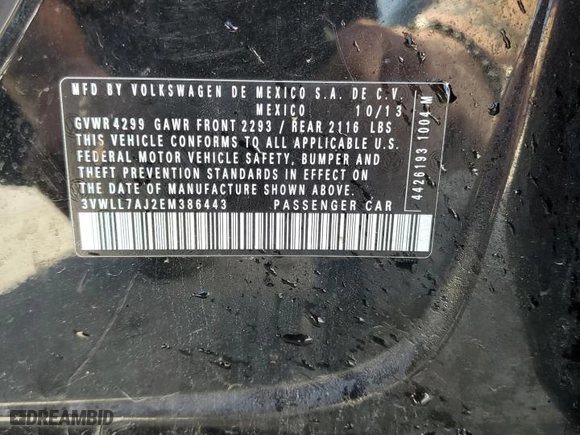 MFD BY VOLKSWAGEN DE MEXICO S.A. DE C.V.
MEXICO 10/13
GVWR 4299 GAWR FRONT 2293 / REAR 2116 LBS
THIS VEHICLE CONFORMS TO ALL APPLICABLE U.S.
FEDERAL MOTOR VEHICLE SAFETY, BUMPER AND
THEFT PREVENTION STANDARDS IN EFFECT ON
THE DATE OF MANUFACTURE SHOWN ABOVE.
3VWLL7AJ2EM386443 PASSENGER CAR
4426193 1004 M
DREAMBID